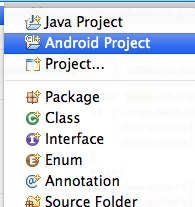 Java Project
Android Project
Project...
Package
Class
Interface
Enum
Annotation
Source Folder